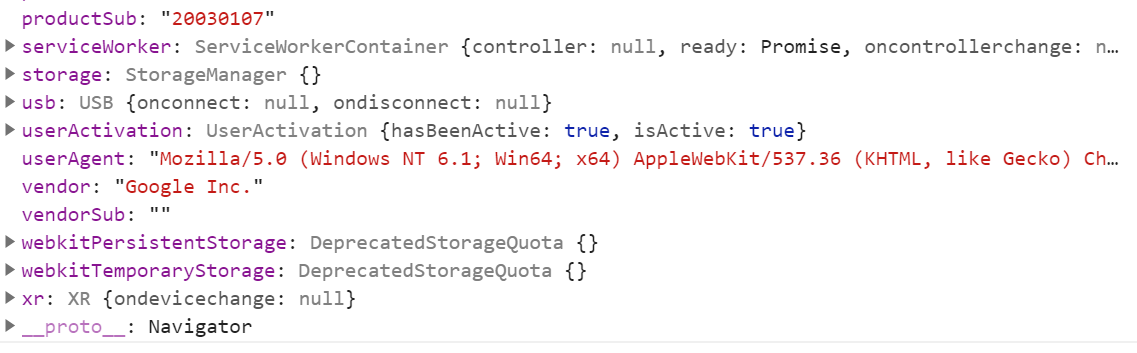 productSub: "20030107"
serviceWorker: ServiceWorkerContainer {controller: null, ready: Promise, oncontrollerchange: n…
storage: StorageManager {}
usb: USB {onconnect: null, ondisconnect: null}
userActivation: UserActivation {hasBeenActive: true, isActive: true}
userAgent: "Mozilla/5.0 (Windows NT 6.1; Win64; x64) AppleWebKit/537.36 (KHTML, like Gecko) Ch…
vendor: "Google Inc."
vendorSub: ""
webkitPersistentStorage: DeprecatedStorageQuota {}
webkitTemporaryStorage: DeprecatedStorageQuota {}
xr: XR {ondevicechange: null}
__proto__: Navigator